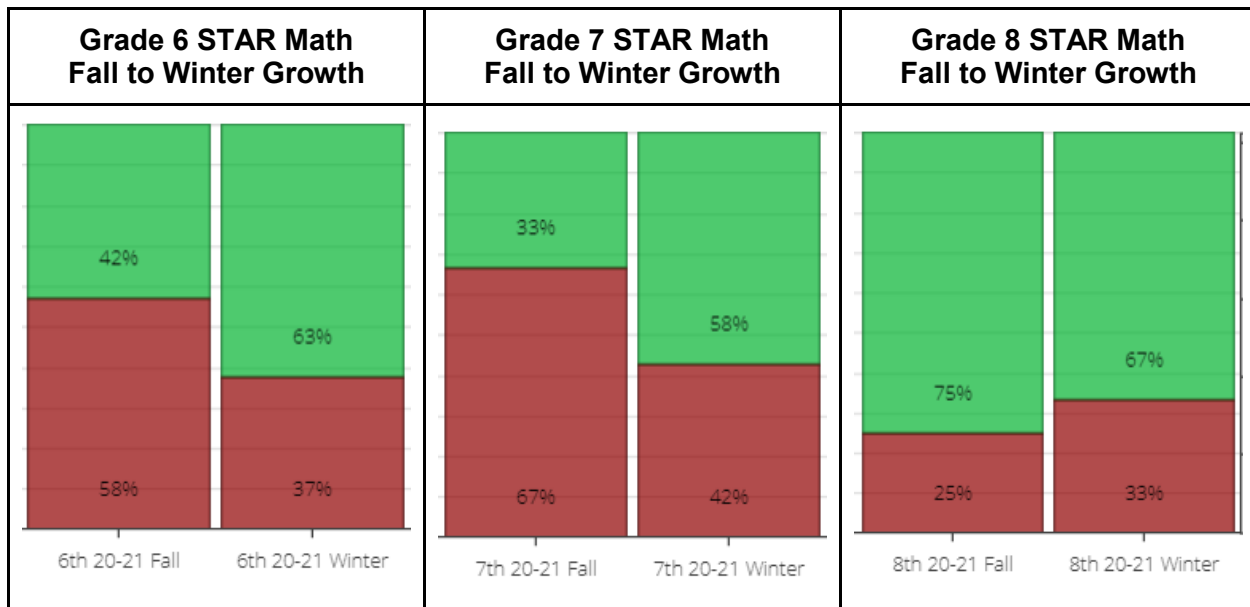 Grade 6 STAR Math
Fall to Winter Growth
Grade 7 STAR Math
Fall to Winter Growth
Grade 8 STAR Math
Fall to Winter Growth
42%
63%
58%
37%
6th 20-21 Fall
6th 20-21 Winter
33%
58%
67%
42%
7th 20-21 Fall
7th 20-21 Winter
75%
67%
25%
33%
8th 20-21 Fall
8th 20-21 Winter